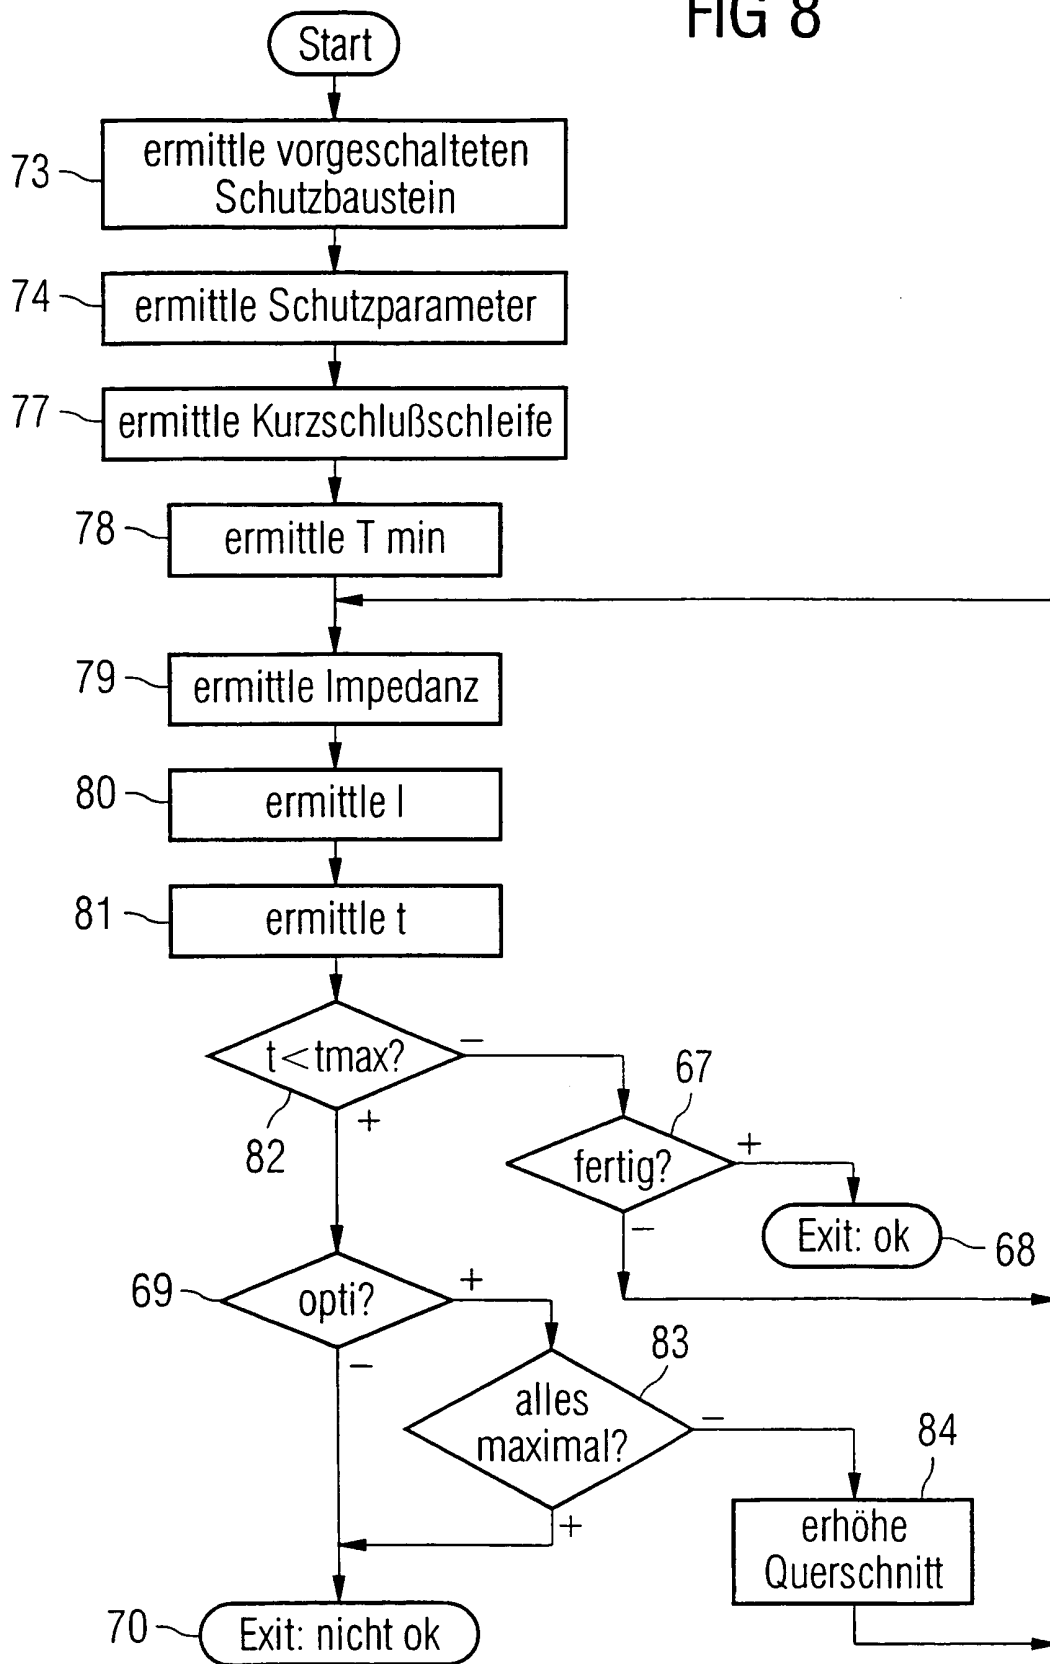 FIG 8
Start
73
ermittle vorgeschalteten
Schutzbaustein
74
ermittle Schutzparameter
77
ermittle Kurzschlußschleife
78
ermittle T min
79
ermittle Impedanz
80
ermittle I
81
ermittle t
t<tmax?
−
82
+
67
fertig?
+
−
Exit: ok
68
69
opti?
+
−
83
alles
maximal?
−
+
84
erhöhe
Querschnitt
70
Exit: nicht ok